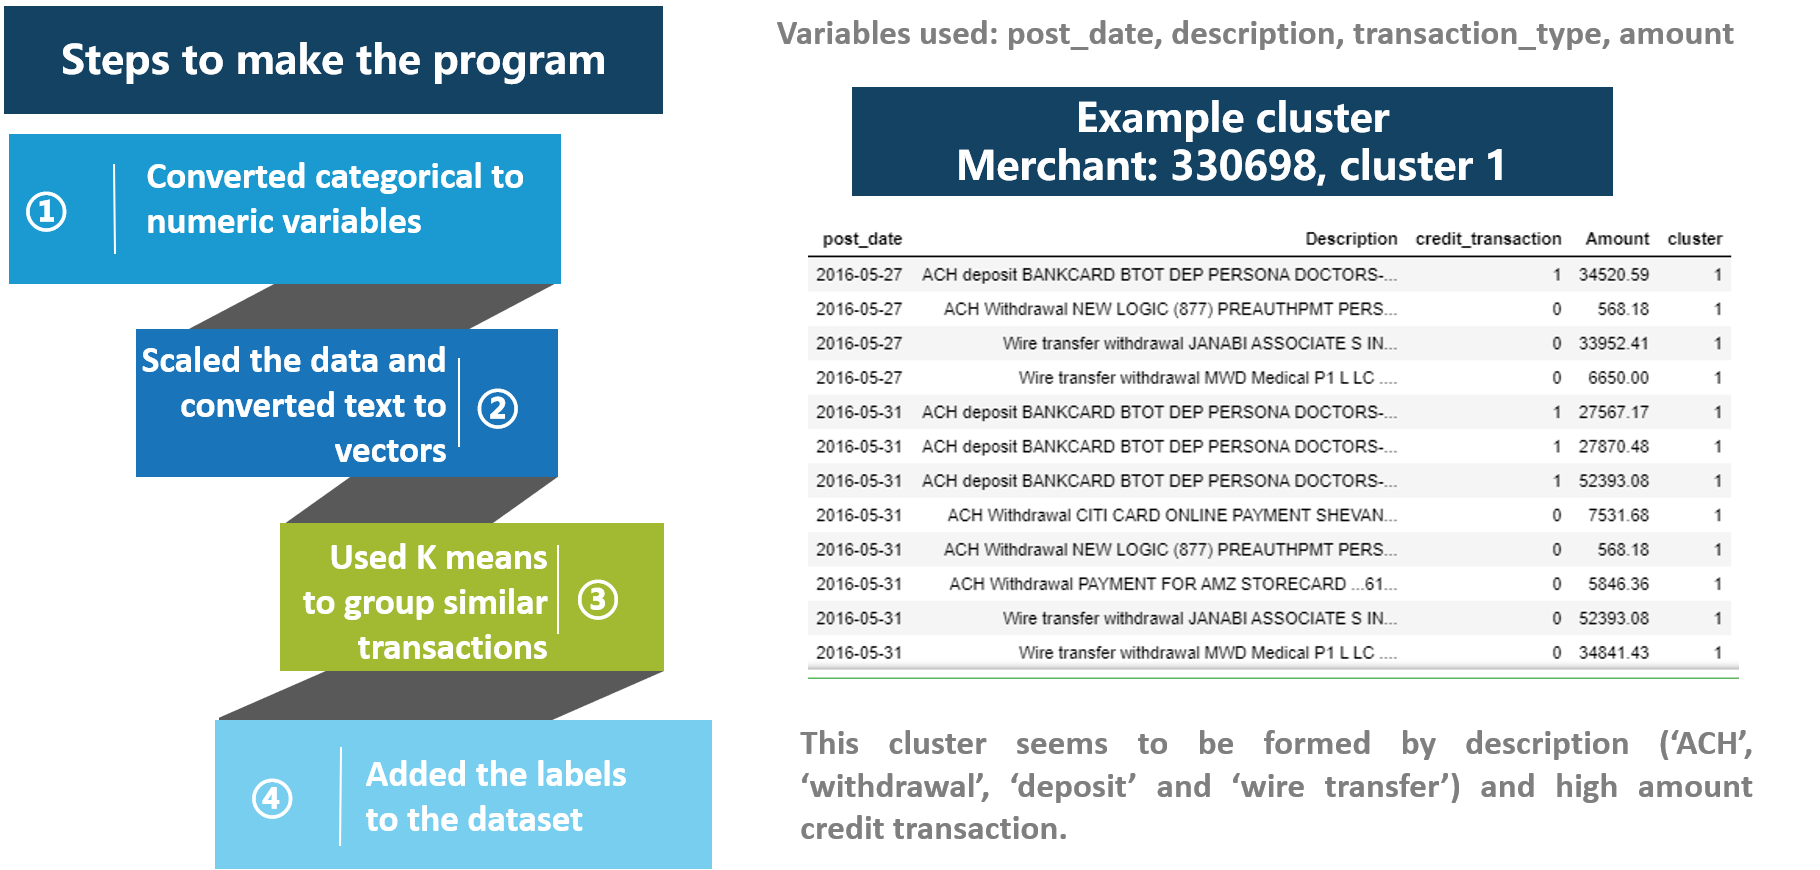 Steps to make the program
①
Converted categorical to
numeric variables
Scaled the data and
converted text to
vectors
②
Used K means
to group similar
transactions
③
④
Added the labels
to the dataset
Variables used: post_date, description, transaction_type, amount
Example cluster
Merchant: 330698, cluster 1
post_date Description credit_transaction Amount cluster
2016-05-27 ACH deposit BANKCARD BTOT DEP PERSONA DOCTORS-... 1 34520.59 1
2016-05-27 ACH Withdrawal NEW LOGIC (877) PREAUTHPMT PERS... 0 568.18 1
2016-05-27 Wire transfer withdrawal JANABI ASSOCIATE S IN... 0 33952.41 1
2016-05-27 Wire transfer withdrawal MWD Medical P1 L LC .... 0 6650.00 1
2016-05-31 ACH deposit BANKCARD BTOT DEP PERSONA DOCTORS-... 1 27567.17 1
2016-05-31 ACH deposit BANKCARD BTOT DEP PERSONA DOCTORS-... 1 27870.48 1
2016-05-31 ACH deposit BANKCARD BTOT DEP PERSONA DOCTORS-... 1 52393.08 1
2016-05-31 ACH Withdrawal CITI CARD ONLINE PAYMENT SHEVAN... 0 7531.68 1
2016-05-31 ACH Withdrawal NEW LOGIC (877) PREAUTHPMT PERS... 0 568.18 1
2016-05-31 ACH Withdrawal PAYMENT FOR AMZ STORECARD ...61... 0 5846.36 1
2016-05-31 Wire transfer withdrawal JANABI ASSOCIATE S IN... 0 52393.08 1
2016-05-31 Wire transfer withdrawal MWD Medical P1 L LC .... 0 34841.43 1
This cluster seems to be formed by description (‘ACH’,
‘withdrawal’, ‘deposit’ and ‘wire transfer’) and high amount
credit transaction.